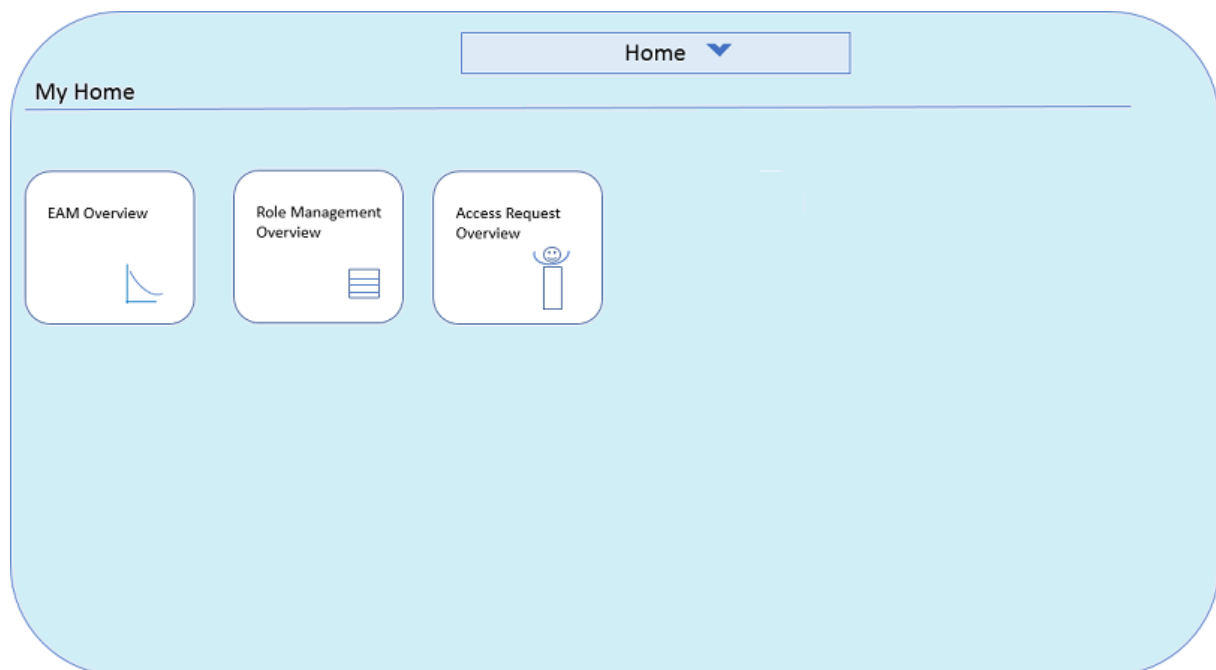 Home
My Home
EAM Overview
Role Management
Overview
Access Request
Overview